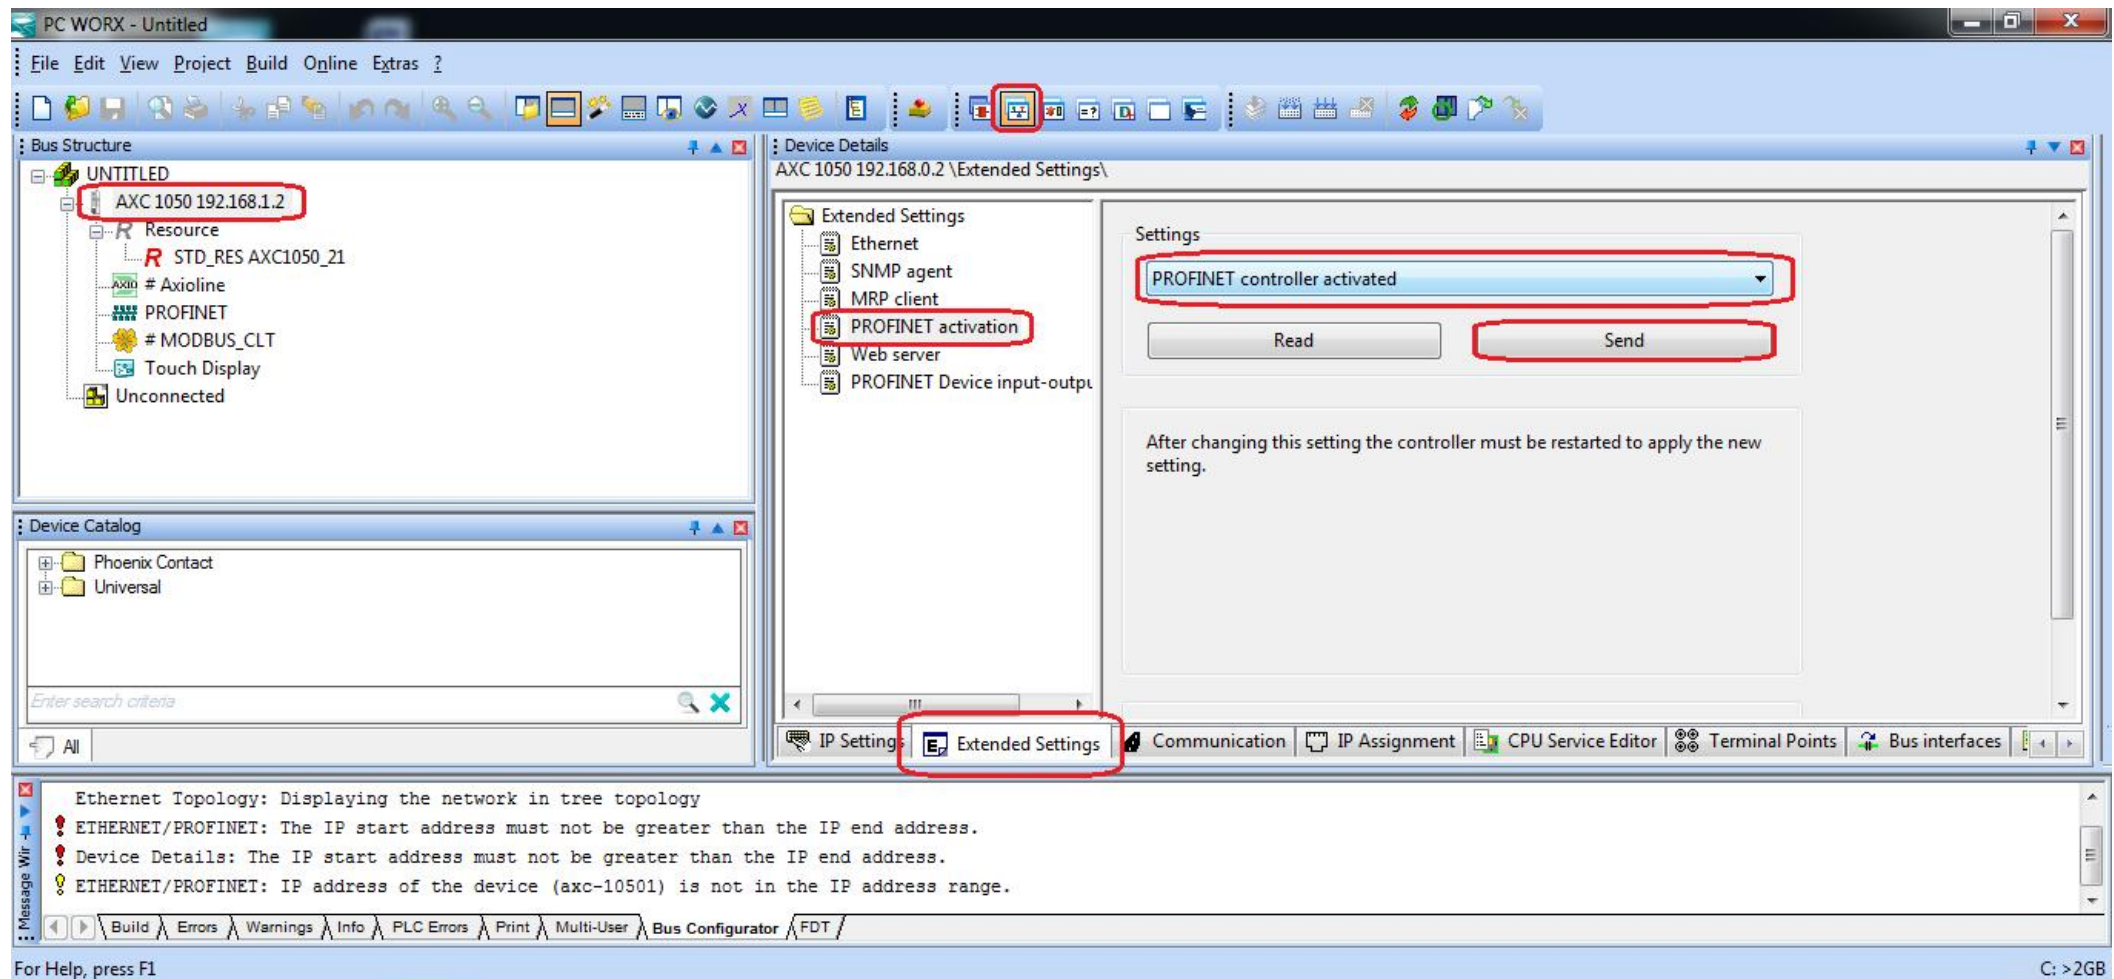 PC WORX - Untitled
File Edit View Project Build Online Extras ?
Bus Structure
UNTITLED
AXC 1050 192.168.1.2
R Resource
R STD_RES AXC1050_21
AXIO # Axioline
PROFINET
# MODBUS_CLT
Touch Display
Unconnected
Device Catalog
Phoenix Contact
Universal
Enter search criteria
All
Device Details
AXC 1050 192.168.0.2 \Extended Settings\
Extended Settings
Ethernet
SNMP agent
MRP client
PROFINET activation
Web server
PROFINET Device input-outpu
Settings
PROFINET controller activated
Read Send
After changing this setting the controller must be restarted to apply the new
setting.
IP Settings Extended Settings Communication IP Assignment CPU Service Editor Terminal Points Bus interfaces
Message Wir...
Ethernet Topology: Displaying the network in tree topology
ETHERNET/PROFINET: The IP start address must not be greater than the IP end address.
Device Details: The IP start address must not be greater than the IP end address.
ETHERNET/PROFINET: IP address of the device (axc-10501) is not in the IP address range.
Build Errors Warnings Info PLC Errors Print Multi-User Bus Configurator FDT
For Help, press F1 C: >2GB